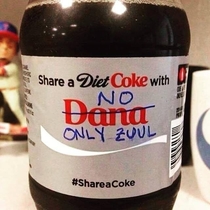 Share a Diet Coke with
NO
Dana
ONLY ZUUL
#ShareaCoke